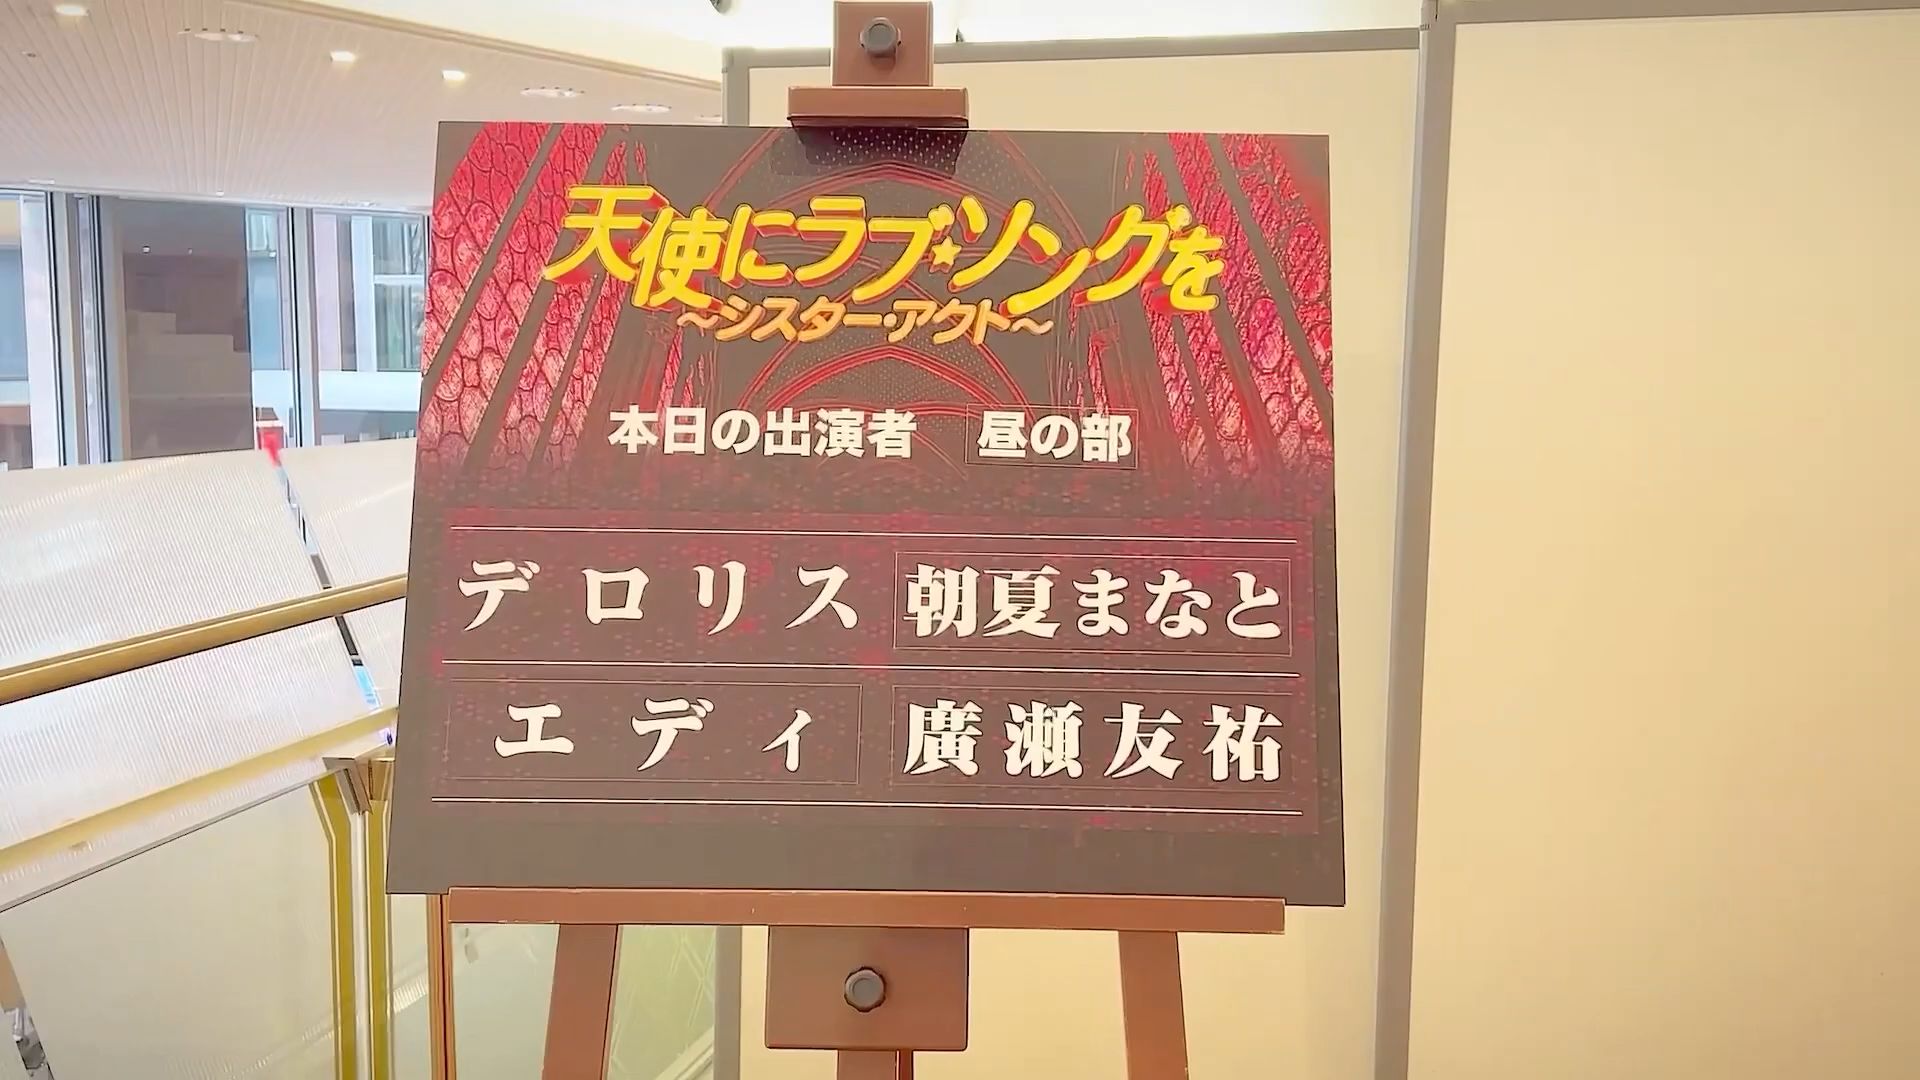 天使にラブ★ソングを
～シスター・アクト～
本日の出演者 昼の部
デロリス 朝夏まなと
エディ 廣瀬友祐